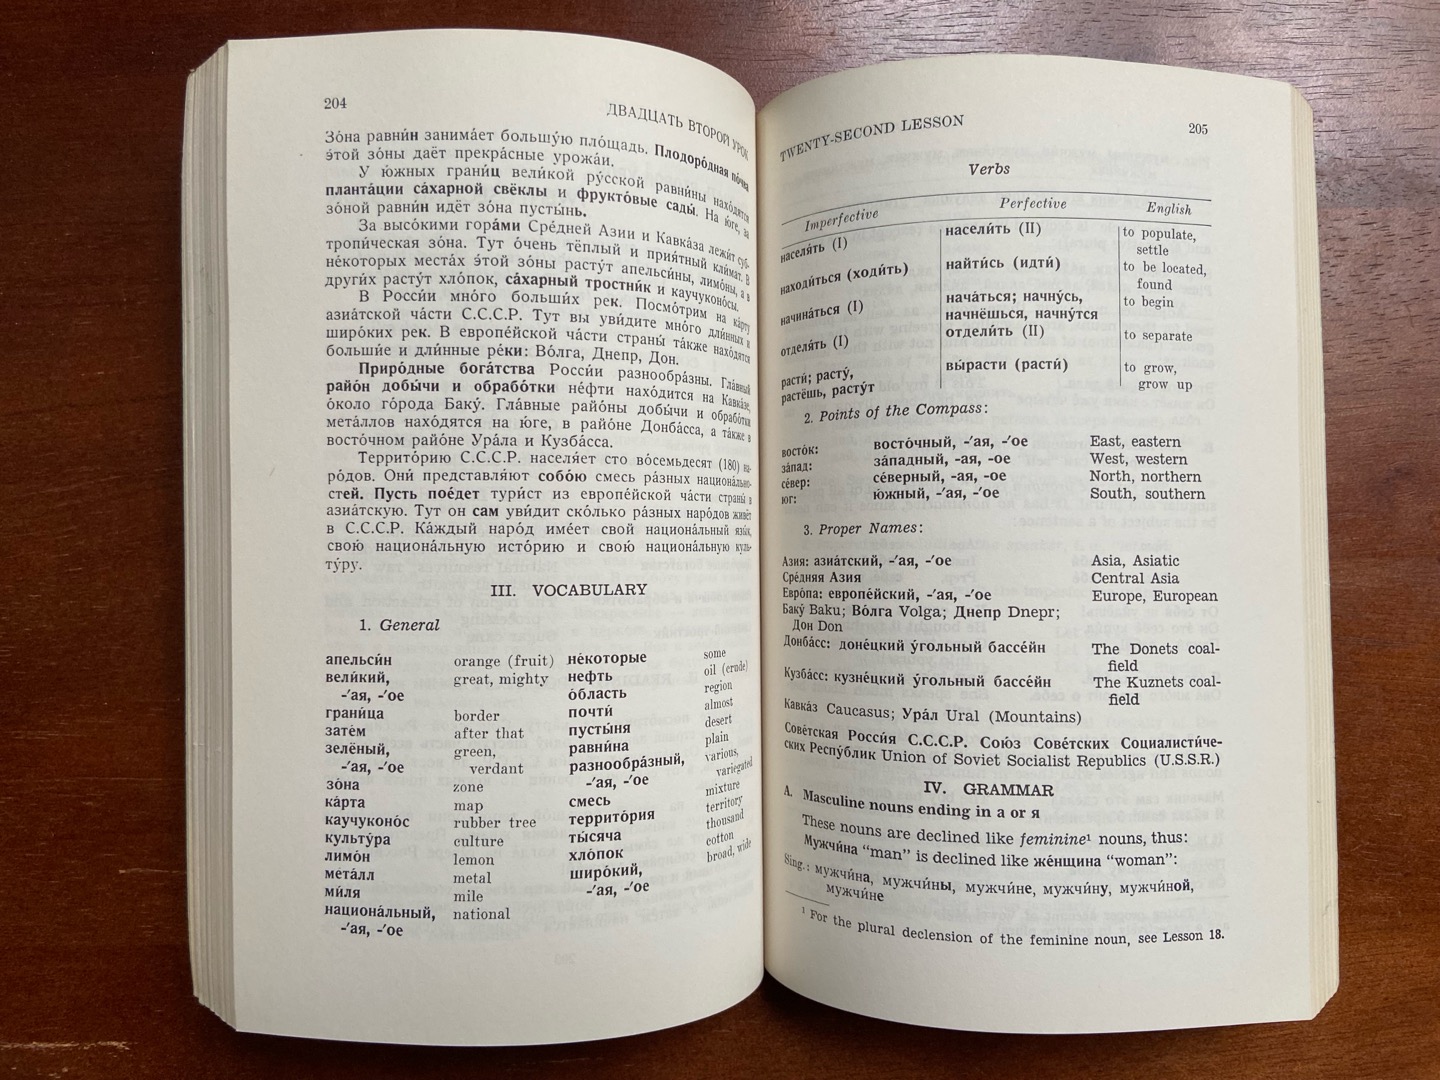 204
ДВАДЦАТЬ ВТОРОЙ УРОК
Зо́на равни́н занима́ет большу́ю пло́щадь. Плодоро́дная по́чва
э́той зо́ны даёт прекра́сные урожа́и.
У ю́жных грани́ц вели́кой ру́сской равни́ны нахо́дятся
планта́ции са́харной свёклы и фрукто́вые сады́. На ю́ге, за
зо́ной равни́н идёт зо́на пусты́нь.
За высо́кими гора́ми Сре́дней Азии и Кавка́за лежи́т суб-
тропи́ческая зо́на. Тут о́чень тёплый и прия́тный кли́мат. В
не́которых места́х э́той зо́ны расту́т апельси́ны, лимо́ны, а в
други́х расту́т хло́пок, са́харный тростни́к и каучуконо́сы.
В Росси́и мно́го больши́х рек. Посмо́трим на ка́рту
азиа́тской ча́сти С.С.С.Р. Тут вы уви́дите мно́го дли́нных и
широ́ких рек. В европе́йской ча́сти страны́ та́кже нахо́дятся
больши́е и дли́нные ре́ки: Во́лга, Днепр, Дон.
Приро́дные бога́тства Росси́и разнообра́зны. Гла́вный
райо́н добы́чи и обрабо́тки не́фти нахо́дится на Кавка́зе,
о́коло го́рода Баку́. Гла́вные райо́ны добы́чи и обрабо́тки
мета́ллов нахо́дятся на ю́ге, в райо́не Донба́сса, а та́кже в
восто́чном райо́не Ура́ла и Кузба́сса.
Террито́рию С.С.С.Р. населя́ет сто во́семьдесят (180) на-
ро́дов. Они́ представля́ют собо́ю смесь ра́зных национа́льно-
стей. Пусть пое́дет тури́ст из европе́йской ча́сти страны́ в
азиа́тскую. Тут он сам уви́дит ско́лько ра́зных наро́дов живёт
в С.С.С.Р. Ка́ждый наро́д име́ет свой национа́льный язы́к,
свою́ национа́льную исто́рию и свою́ национа́льную куль-
ту́ру.
III. VOCABULARY
1. General
апельси́н orange (fruit)
вели́кий, great, mighty
-́ая, -́ое
грани́ца border
зате́м after that
зелёный, green,
-́ая, -́ое verdant
зо́на zone
ка́рта map
каучуконо́с rubber tree
культу́ра culture
лимо́н lemon
мета́лл metal
ми́ля mile
национа́льный, national
-́ая, -́ое
не́которые some
нефть oil (crude)
о́бласть region
почти́ almost
пусты́ня desert
равни́на plain
разнообра́зный, various,
-́ая, -́ое variegated
смесь mixture
террито́рия territory
ты́сяча thousand
хло́пок cotton
широ́кий, broad, wide
-́ая, -́ое
TWENTY-SECOND LESSON
205
Verbs
Imperfective Perfective English
населя́ть (I) насели́ть (II) to populate,
settle
находи́ться (ходи́ть) найти́сь (идти́) to be located,
found
начина́ться (I) нача́ться; начну́сь, to begin
начнёшься, начну́тся
отделя́ть (I) отдели́ть (II) to separate
расти́; расту́, вы́расти (расти́) to grow,
растёшь, расту́т grow up
2. Points of the Compass:
восто́к: восто́чный, -́ая, -́ое East, eastern
за́пад: за́падный, -ая, -ое West, western
се́вер: се́верный, -ая, -ое North, northern
юг: ю́жный, -́ая, -́ое South, southern
3. Proper Names:
Азия: азиа́тский, -́ая, -́ое Asia, Asiatic
Сре́дняя Азия Central Asia
Евро́па: европе́йский, -́ая, -́ое Europe, European
Баку́ Baku; Во́лга Volga; Днепр Dnepr;
Дон Don
Донба́сс: доне́цкий у́гольный бассе́йн The Donets coal-
field
Кузба́сс: кузне́цкий у́гольный бассе́йн The Kuznets coal-
field
Кавка́з Caucasus; Ура́л Ural (Mountains)
Сове́тская Росси́я С.С.С.Р. Сою́з Сове́тских Социалисти́че-
ских Респу́блик Union of Soviet Socialist Republics (U.S.S.R.)
IV. GRAMMAR
A. Masculine nouns ending in а or я
These nouns are declined like feminine¹ nouns, thus:
Мужчи́на “man” is declined like же́нщина “woman”:
Sing.: мужчи́на, мужчи́ны, мужчи́не, мужчи́ну, мужчи́ной,
мужчи́не
¹ For the plural declension of the feminine noun, see Lesson 18.